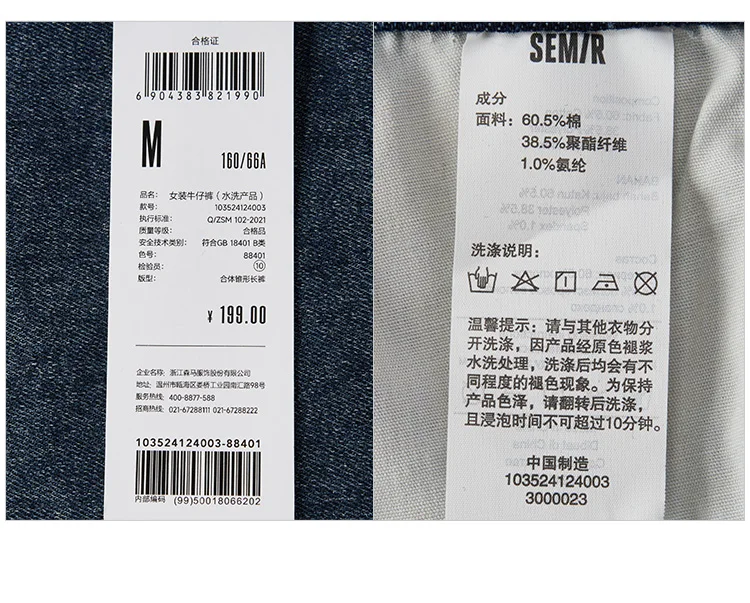 合格证
6 904383 821990
M
160/66A
品名: 女装牛仔裤（水洗产品）
款号: 103524124003
执行标准: Q/ZSM 102-2021
质量等级: 合格品
安全技术类别: 符合GB 18401 B类
色号: 88401
检验员: 10
版型: 合体锥形长裤
¥ 199.00
企业名称: 浙江森马服饰股份有限公司
地址: 温州市瓯海区娄桥工业园南汇路98号
服务热线: 400-8877-588
招商热线: 021-67288111 021-67288222
103524124003-88401
内部编码 (99)50018066202
SEMIR
成分
面料: 60.5%棉
38.5%聚酯纤维
1.0%氨纶
洗涤说明:
温馨提示: 请与其他衣物分
开洗涤，因产品经原色褪浆
水洗处理，洗涤后均会有不
同程度的褪色现象。为保持
产品色泽，请翻转后洗涤，
且浸泡时间不可超过10分钟。
中国制造
103524124003
3000023